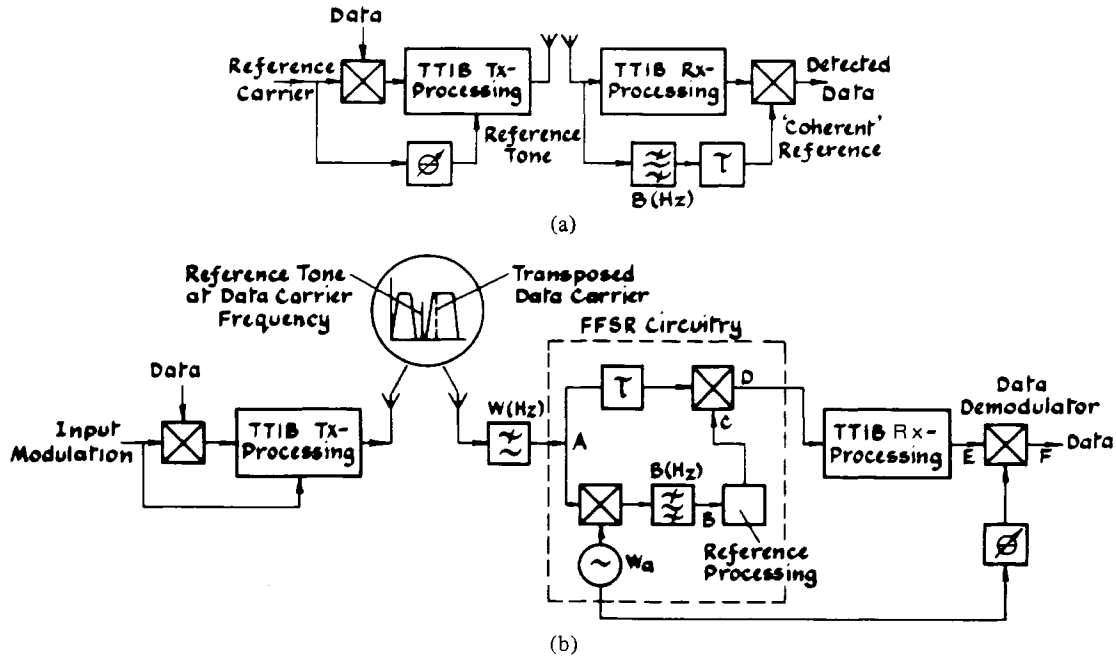 Data
Reference
Carrier
TTIB Tx-
Processing
Reference
Tone
TTIB Rx-
Processing
Detected
Data
'Coherent'
Reference
B(Hz)
τ
(a)
Reference Tone
at Data Carrier
Frequency
Transposed
Data Carrier
FFSR Circuitry
Data
Input
Modulation
TTIB Tx-
Processing
W(Hz)
A
τ
D
C
B(Hz)
B
Wa
Reference
Processing
TTIB Rx-
Processing
Data
Demodulator
E
F
Data
(b)